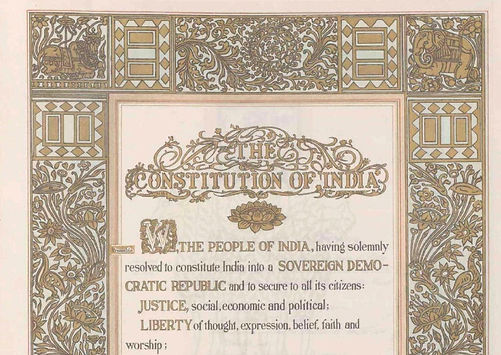 THE
CONSTITUTION OF INDIA
WE, THE PEOPLE OF INDIA, having solemnly
resolved to constitute India into a SOVEREIGN DEMO-
CRATIC REPUBLIC and to secure to all its citizens:
JUSTICE, social, economic and political;
LIBERTY of thought, expression, belief, faith and
worship;